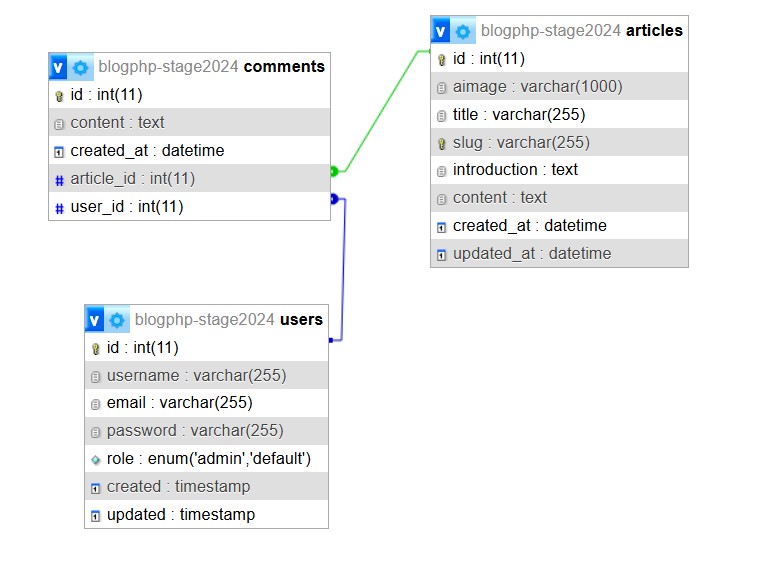 v blogphp-stage2024 comments
id : int(11)
content : text
created_at : datetime
# article_id : int(11)
# user_id : int(11)
v blogphp-stage2024 articles
id : int(11)
aimage : varchar(1000)
title : varchar(255)
slug : varchar(255)
introduction : text
content : text
created_at : datetime
updated_at : datetime
v blogphp-stage2024 users
id : int(11)
username : varchar(255)
email : varchar(255)
password : varchar(255)
role : enum('admin','default')
created : timestamp
updated : timestamp